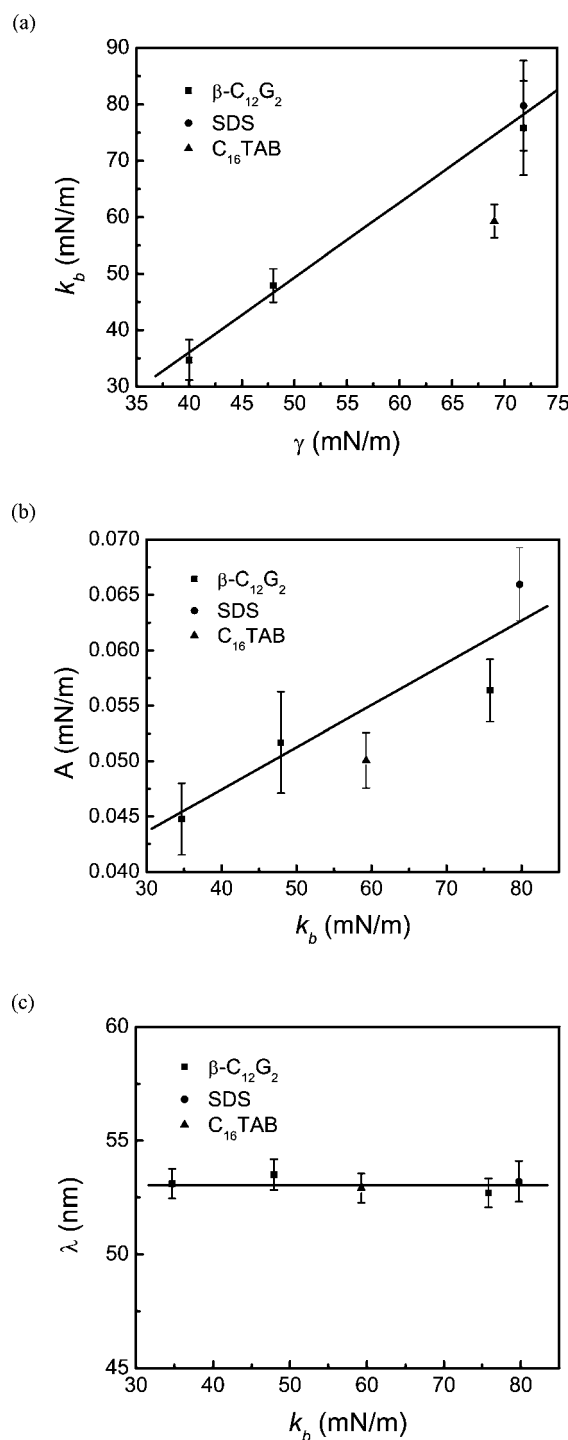 (a)
90
80
70
60
50
40
30
k_b (mN/m)
β-C₁₂G₂
SDS
C₁₆TAB
40 45 50 55 60 65 70 75
γ (mN/m)
(b)
0.070
0.065
0.060
0.055
0.050
0.045
0.040
A (mN/m)
β-C₁₂G₂
SDS
C₁₆TAB
30 40 50 60 70 80
k_b (mN/m)
(c)
60
55
50
45
λ (nm)
β-C₁₂G₂
SDS
C₁₆TAB
30 40 50 60 70 80
k_b (mN/m)